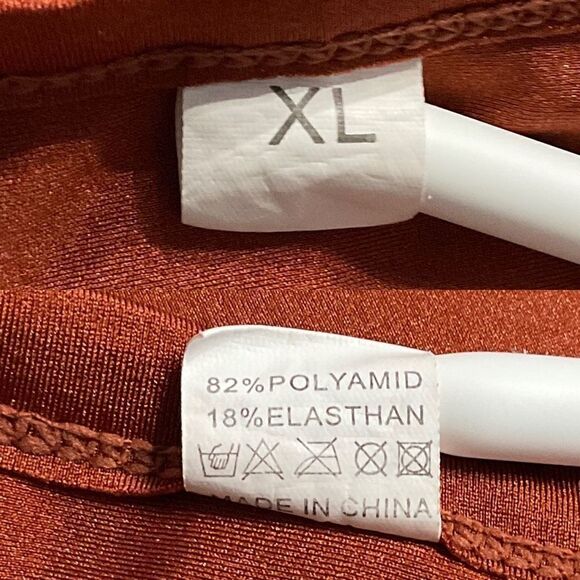 XL
82%POLYAMID
18%ELASTHAN
MADE IN CHINA